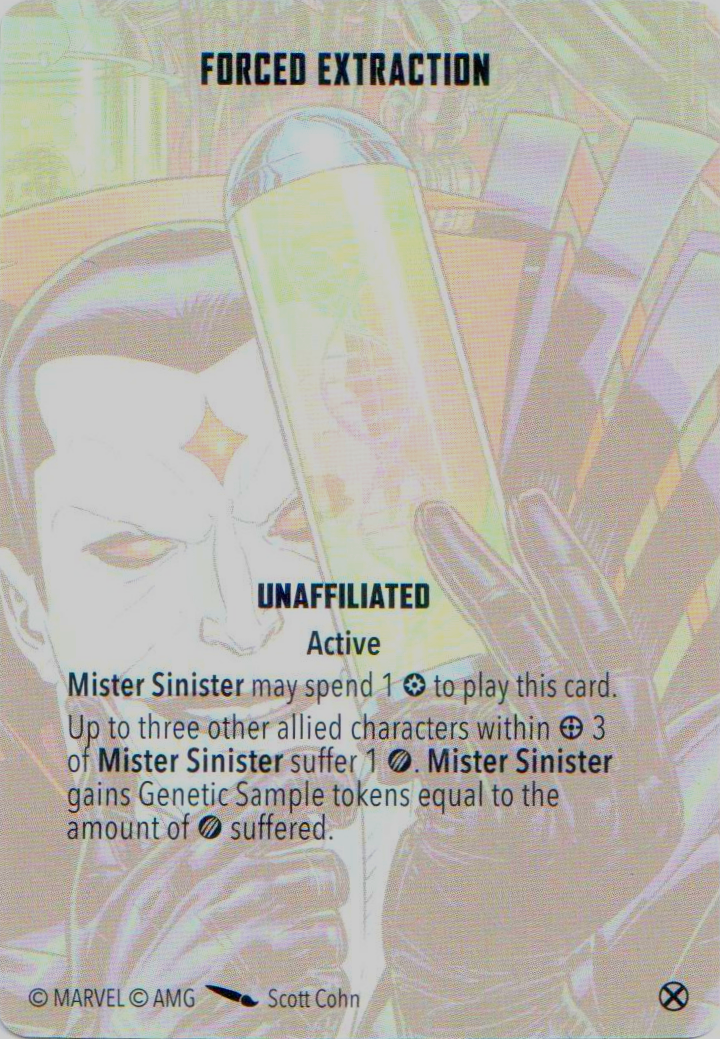 FORCED EXTRACTION
UNAFFILIATED
Active
Mister Sinister may spend 1 to play this card.
Up to three other allied characters within 3
of Mister Sinister suffer 1 . Mister Sinister
gains Genetic Sample tokens equal to the
amount of suffered.
© MARVEL © AMG Scott Cohn